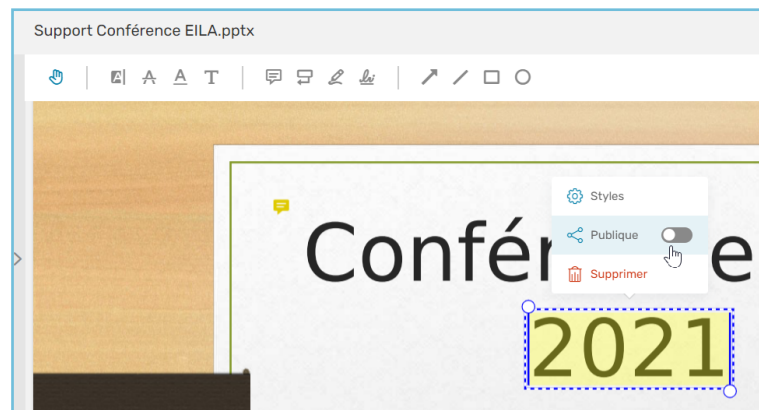 Support Conférence EILA.pptx
A A A T
Styles
Publique
Supprimer
Confér e
2021